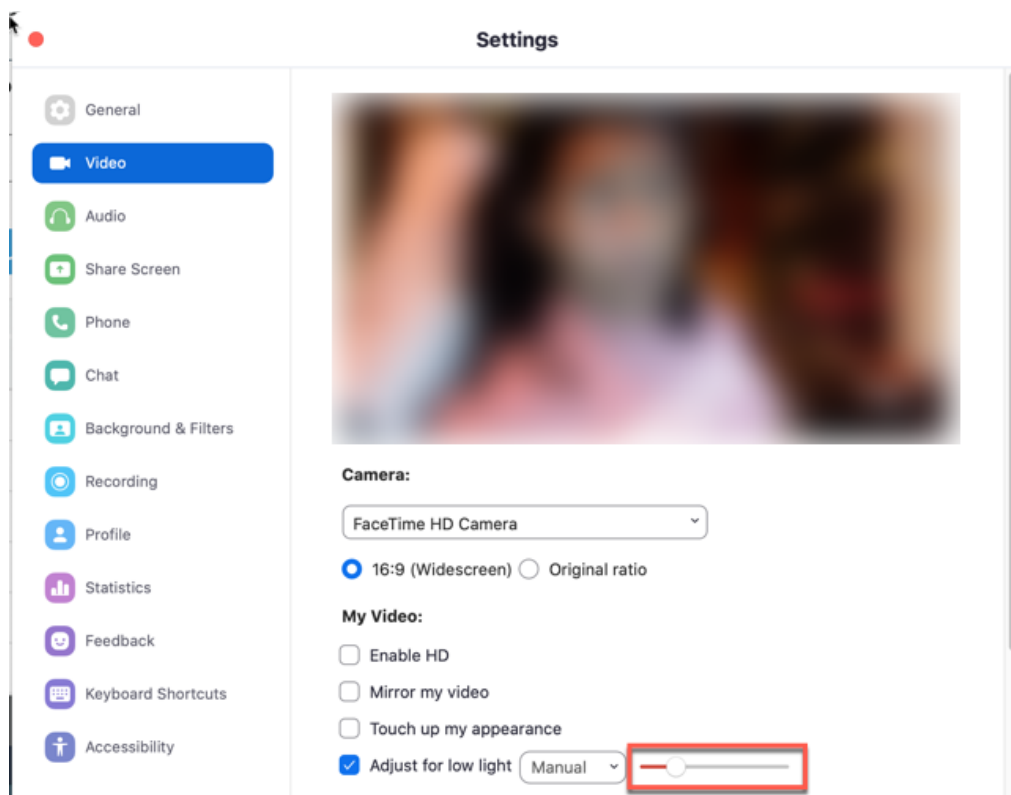 Settings
General
Video
Audio
Share Screen
Phone
Chat
Background & Filters
Recording
Profile
Statistics
Feedback
Keyboard Shortcuts
Accessibility
Camera:
FaceTime HD Camera
16:9 (Widescreen) Original ratio
My Video:
Enable HD
Mirror my video
Touch up my appearance
Adjust for low light Manual